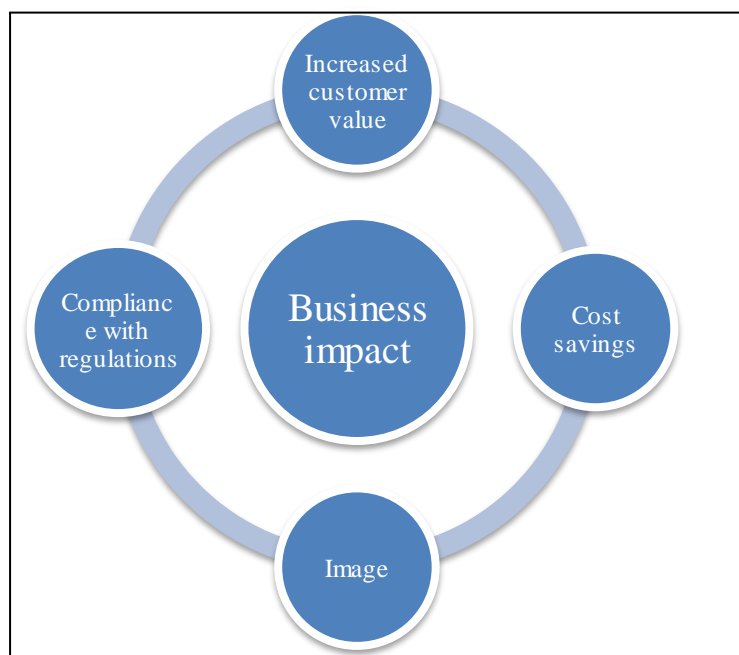 Increased
customer
value
Complianc
e with
regulations
Business
impact
Cost
savings
Image